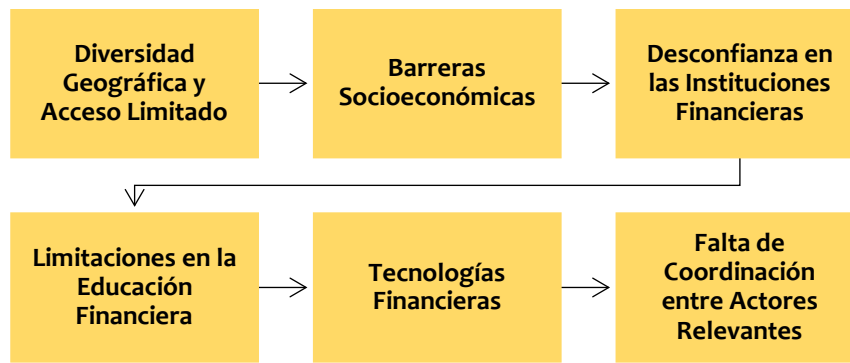 Diversidad
Geográfica y
Acceso Limitado
Barreras
Socioeconómicas
Desconfianza en
las Instituciones
Financieras
Limitaciones en la
Educación
Financiera
Tecnologías
Financieras
Falta de
Coordinación
entre Actores
Relevantes